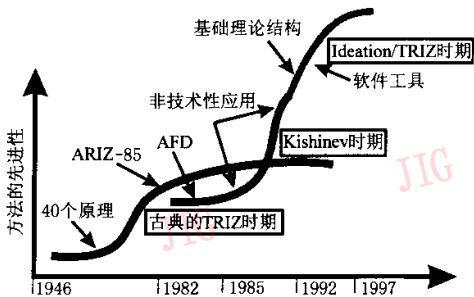 基础理论结构
Ideation/TRIZ时期
软件工具
非技术性应用
Kishinev时期
AFD
ARIZ-85
JIG
40个原理
古典的TRIZ时期
JIG
方法的先进性
1946
1982
1985
1992
1997